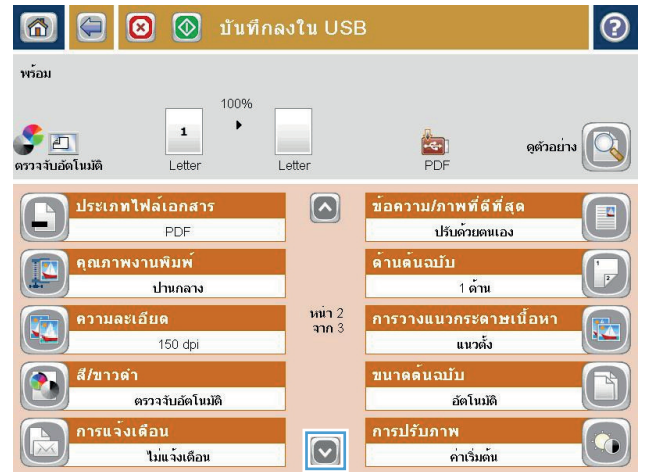 บันทึกลงใน USB
พร้อม
100%
1
ตรวจจับอัตโนมัติ
Letter
Letter
PDF
ดูตัวอย่าง
ประเภทไฟล์เอกสาร
PDF
ข้อความ/ภาพที่ดีที่สุด
ปรับด้วยตนเอง
คุณภาพงานพิมพ์
ปานกลาง
ด้านต้นฉบับ
1 ด้าน
ความละเอียด
150 dpi
หน้า 2
จาก 3
การวางแนวกระดาษเนื้อหา
แนวตั้ง
สี/ขาวดำ
ตรวจจับอัตโนมัติ
ขนาดต้นฉบับ
อัตโนมัติ
การแจ้งเตือน
ไม่แจ้งเตือน
การปรับภาพ
ค่าเริ่มต้น